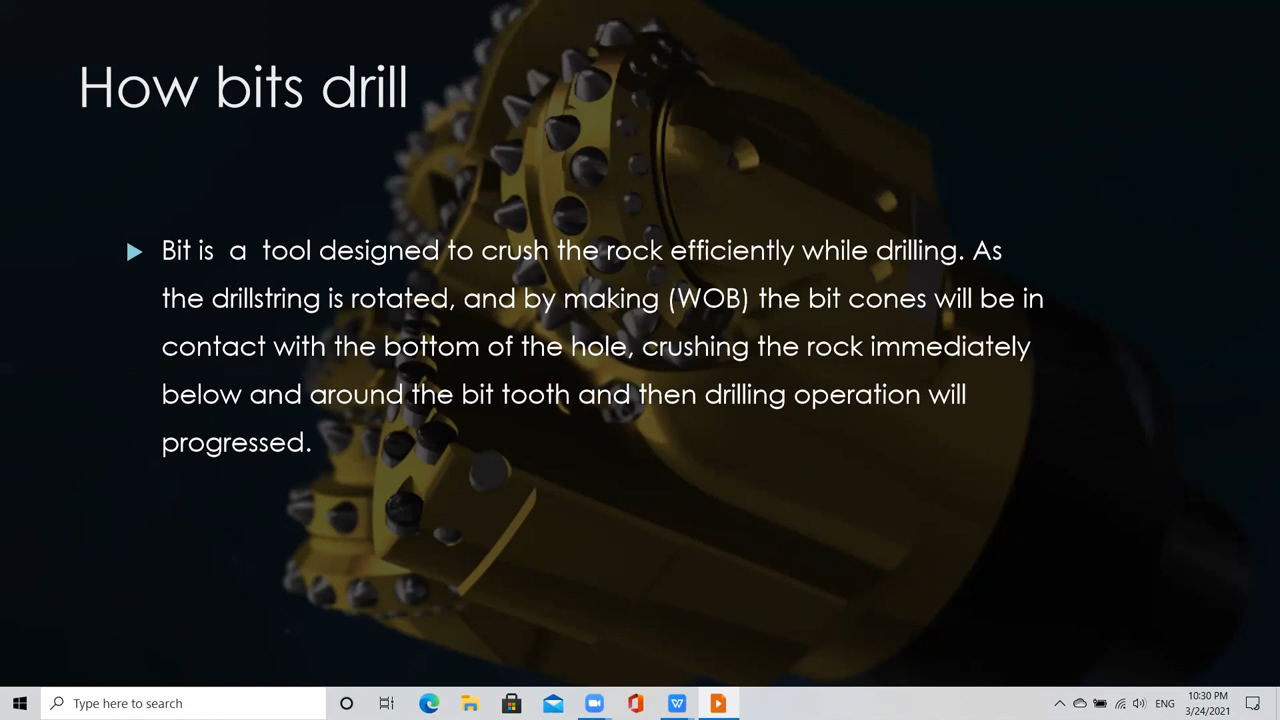 How bits drill
Bit is a tool designed to crush the rock efficiently while drilling. As
the drillstring is rotated, and by making (WOB) the bit cones will be in
contact with the bottom of the hole, crushing the rock immediately
below and around the bit tooth and then drilling operation will
progressed.
Type here to search
ENG
10:30 PM
3/24/2021